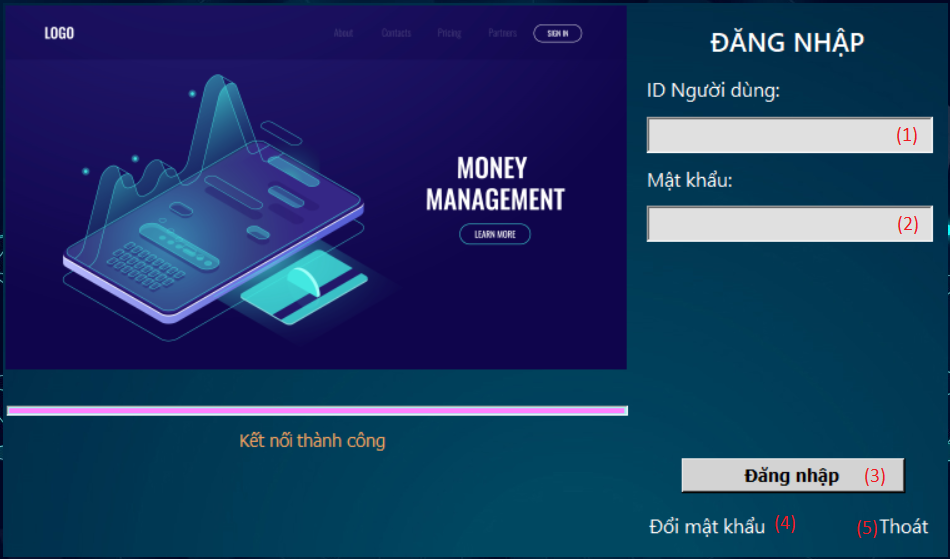 LOGO
About Contacts Pricing Partners SIGN IN
MONEY
MANAGEMENT
LEARN MORE
Kết nối thành công
ĐĂNG NHẬP
ID Người dùng:
(1)
Mật khẩu:
(2)
Đăng nhập (3)
Đổi mật khẩu (4) (5) Thoát